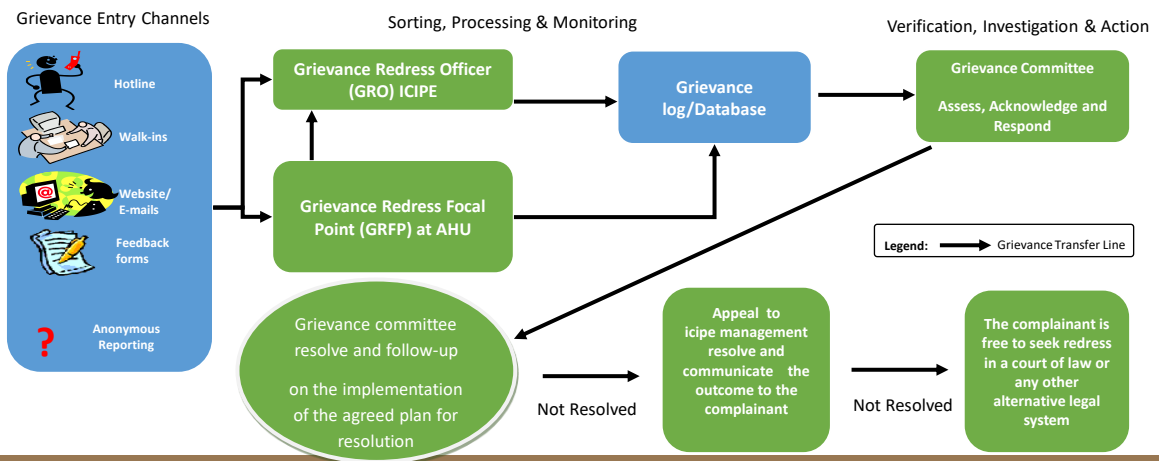 Grievance Entry Channels
Sorting, Processing & Monitoring
Verification, Investigation & Action
Hotline
Walk-ins
@
Website/
E-mails
Feedback
forms
?
Anonymous
Reporting
Grievance Redress Officer
(GRO) ICIPE
Grievance Redress Focal
Point (GRFP) at AHU
Grievance
log/Database
Grievance Committee
Assess, Acknowledge and
Respond
Legend:
Grievance Transfer Line
Grievance committee
resolve and follow-up
on the implementation
of the agreed plan for
resolution
Not Resolved
Appeal to
icipe management
resolve and
communicate the
outcome to the
complainant
Not Resolved
The complainant is
free to seek redress
in a court of law or
any other
alternative legal
system